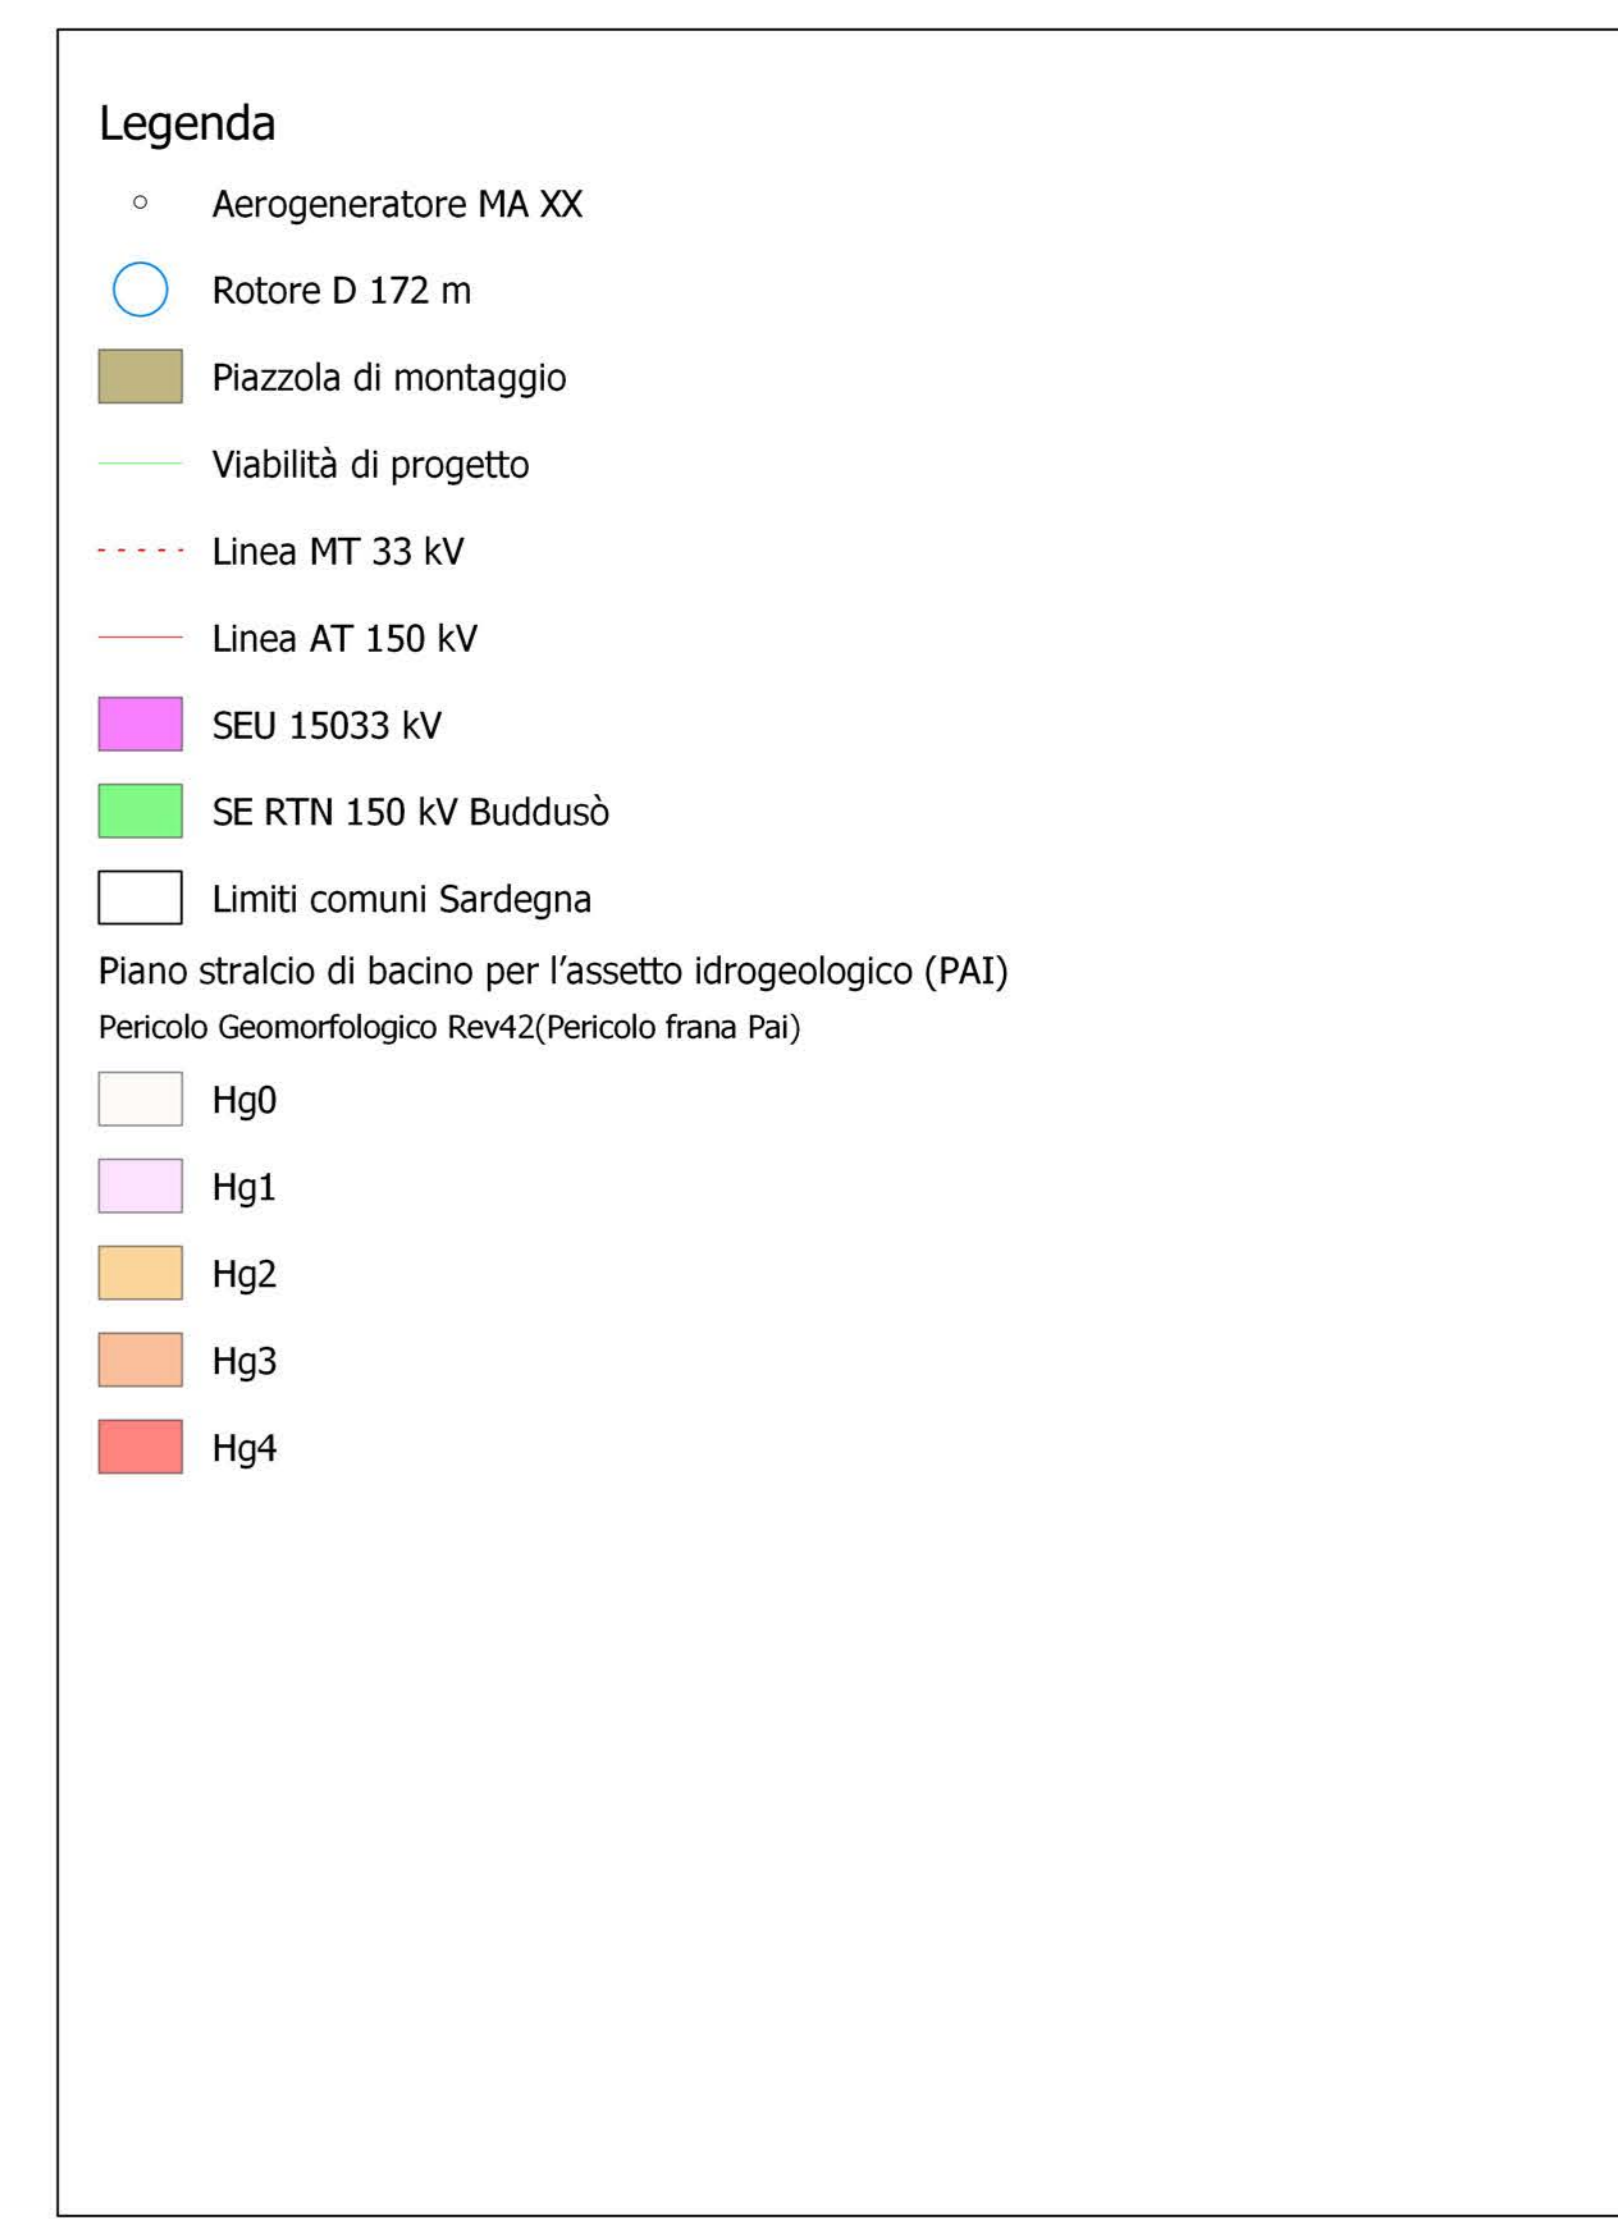 Legenda
Aerogeneratore MA XX
Rotore D 172 m
Piazzola di montaggio
Viabilità di progetto
Linea MT 33 kV
Linea AT 150 kV
SEU 15033 kV
SE RTN 150 kV Buddusò
Limiti comuni Sardegna
Piano stralcio di bacino per l'assetto idrogeologico (PAI)
Pericolo Geomorfologico Rev42(Pericolo frana Pai)
Hg0
Hg1
Hg2
Hg3
Hg4